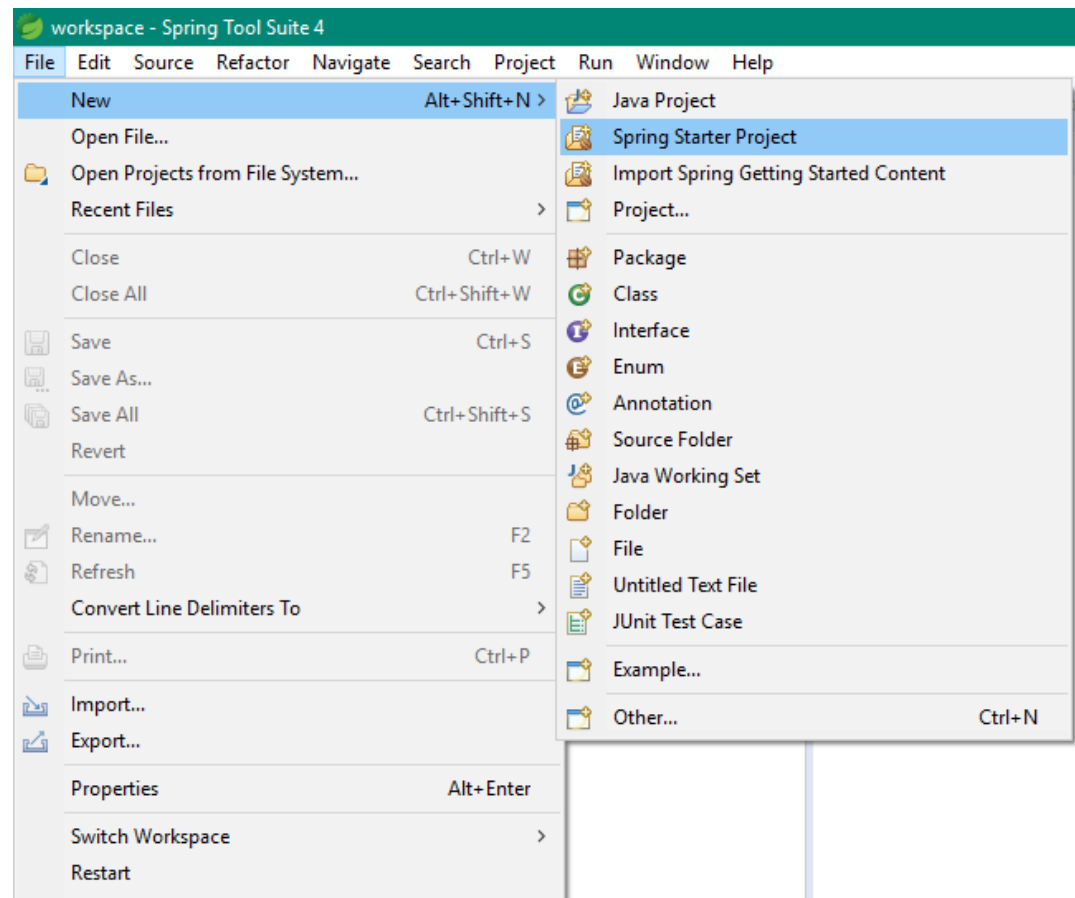 workspace - Spring Tool Suite 4
File Edit Source Refactor Navigate Search Project Run Window Help
New Alt+Shift+N >
Open File...
Open Projects from File System...
Recent Files >
Close Ctrl+W
Close All Ctrl+Shift+W
Save Ctrl+S
Save As...
Save All Ctrl+Shift+S
Revert
Move...
Rename... F2
Refresh F5
Convert Line Delimiters To >
Print... Ctrl+P
Import...
Export...
Properties Alt+Enter
Switch Workspace >
Restart
Java Project
Spring Starter Project
Import Spring Getting Started Content
Project...
Package
Class
Interface
Enum
Annotation
Source Folder
Java Working Set
Folder
File
Untitled Text File
JUnit Test Case
Example...
Other... Ctrl+N